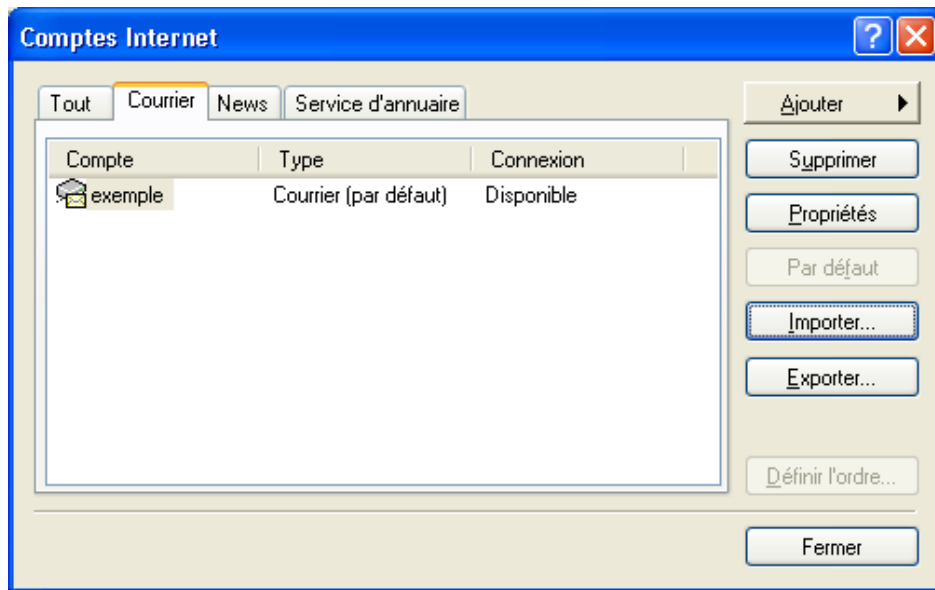 Comptes Internet
Tout Courrier News Service d'annuaire
Ajouter
Compte Type Connexion
exemple Courrier (par défaut) Disponible
Supprimer
Propriétés
Par défaut
Importer...
Exporter...
Définir l'ordre...
Fermer